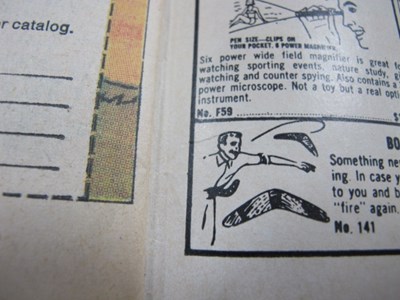 r catalog.
PEN SIZE—CLIPS ON
YOUR POCKET. 6 POWER MAGNIFIER
Six power wide field magnifier is great fo
watching sporting events, nature study, gi
watching and counter spying. Also contains a
power microscope. Not a toy but a real opti
instrument.
No. F59
BO
Something new
ing. In case y
to you and b
"fire" again.
No. 141